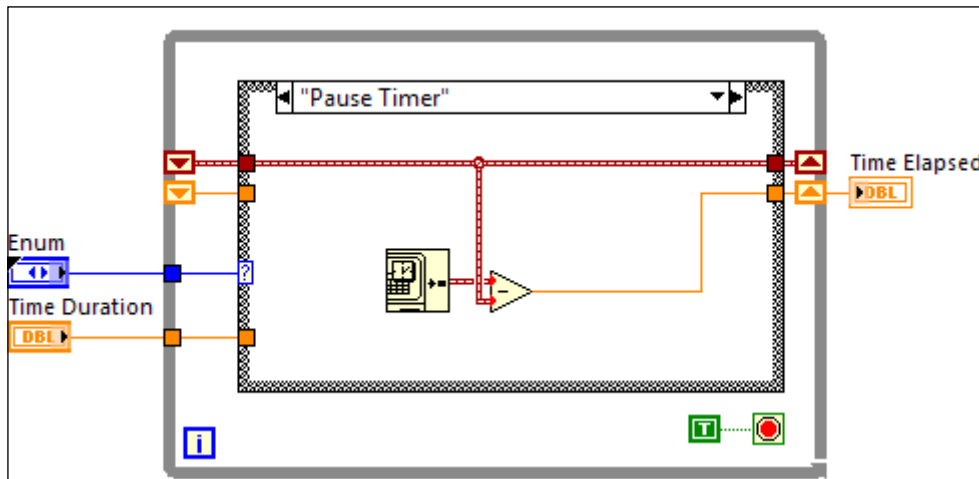 "Pause Timer"
Time Elapsed
DBL
Enum
Time Duration
DBL
T
i